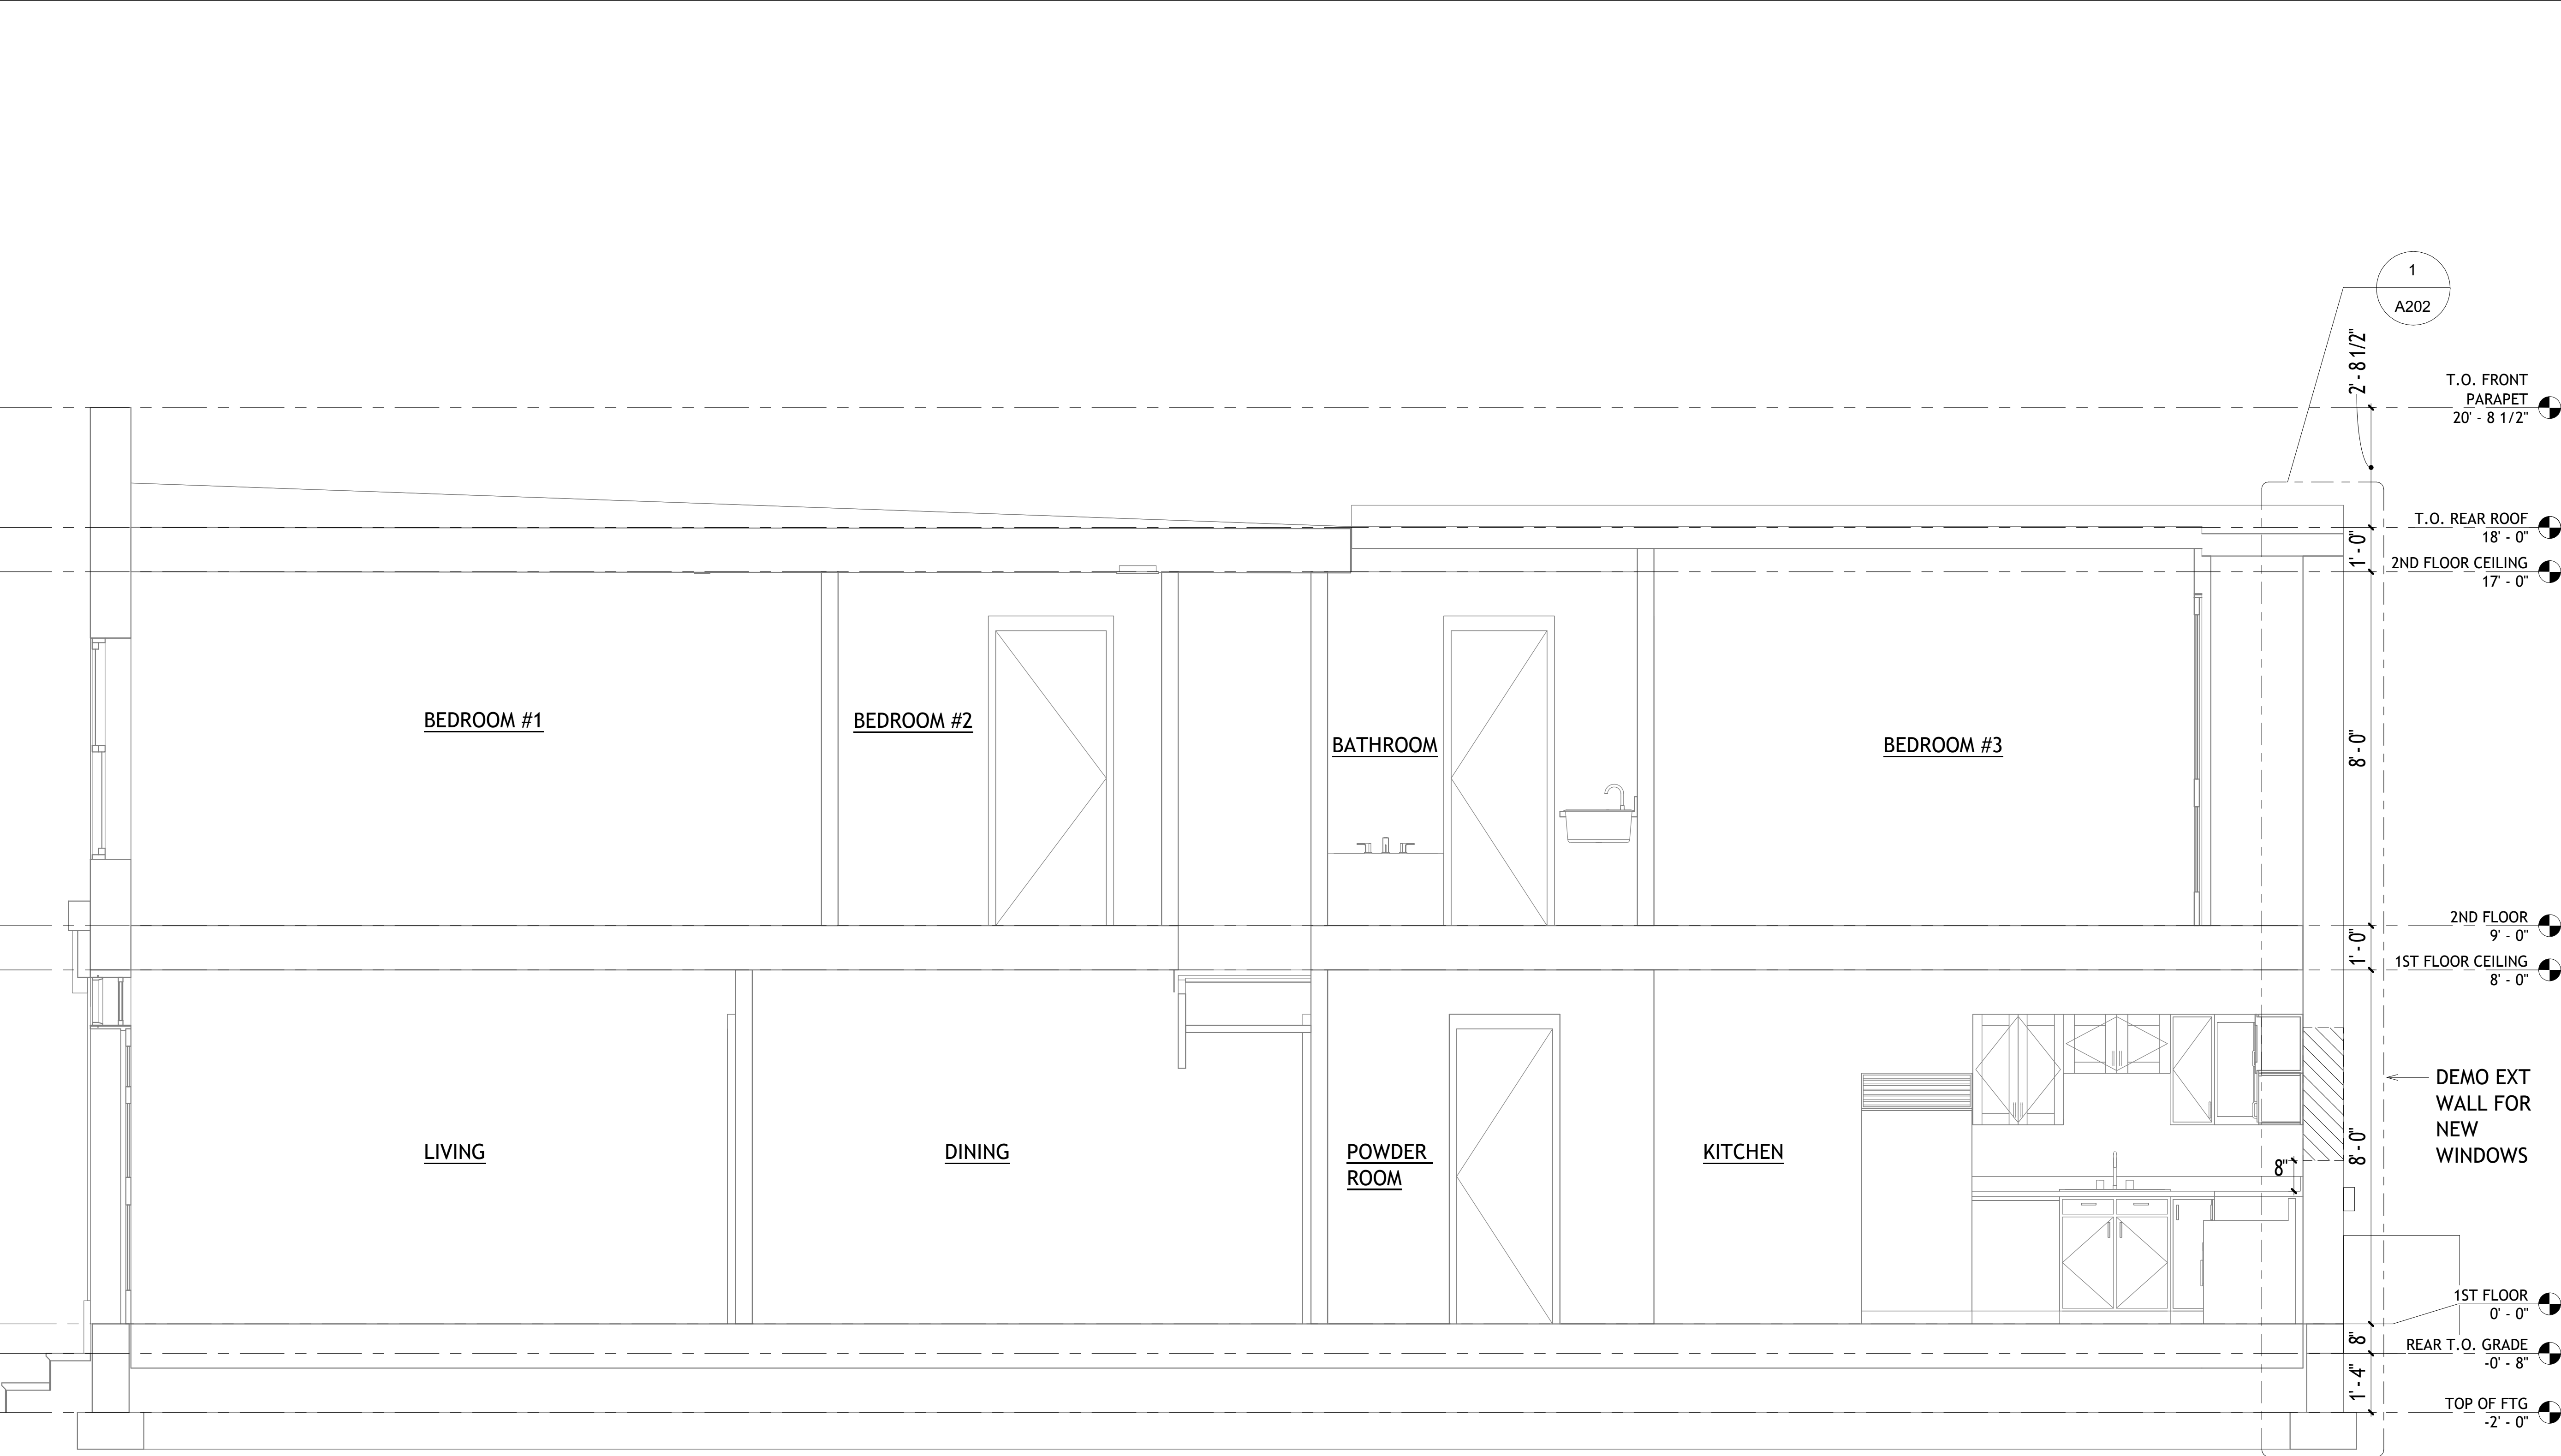 1
A202
2' - 8 1/2"
T.O. FRONT
PARAPET
20' - 8 1/2"
T.O. REAR ROOF
18' - 0"
1' - 0"
2ND FLOOR CEILING
17' - 0"
BEDROOM #1
BEDROOM #2
BATHROOM
BEDROOM #3
8' - 0"
2ND FLOOR
9' - 0"
1' - 0"
1ST FLOOR CEILING
8' - 0"
DEMO EXT
WALL FOR
NEW
WINDOWS
LIVING
DINING
POWDER
ROOM
KITCHEN
8"
8' - 0"
1ST FLOOR
0' - 0"
8"
REAR T.O. GRADE
-0' - 8"
1' - 4"
TOP OF FTG
-2' - 0"